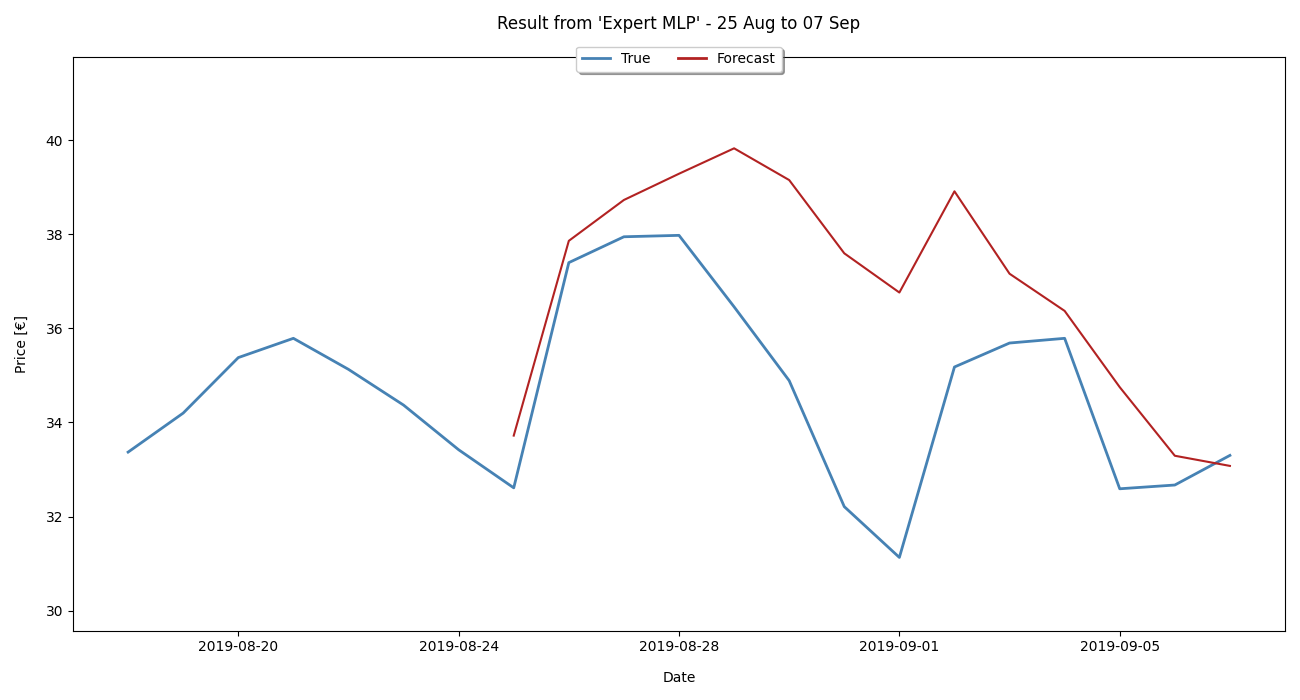 Result from 'Expert MLP' - 25 Aug to 07 Sep
True Forecast
40
38
36
34
32
30
Price [€]
2019-08-20 2019-08-24 2019-08-28 2019-09-01 2019-09-05
Date